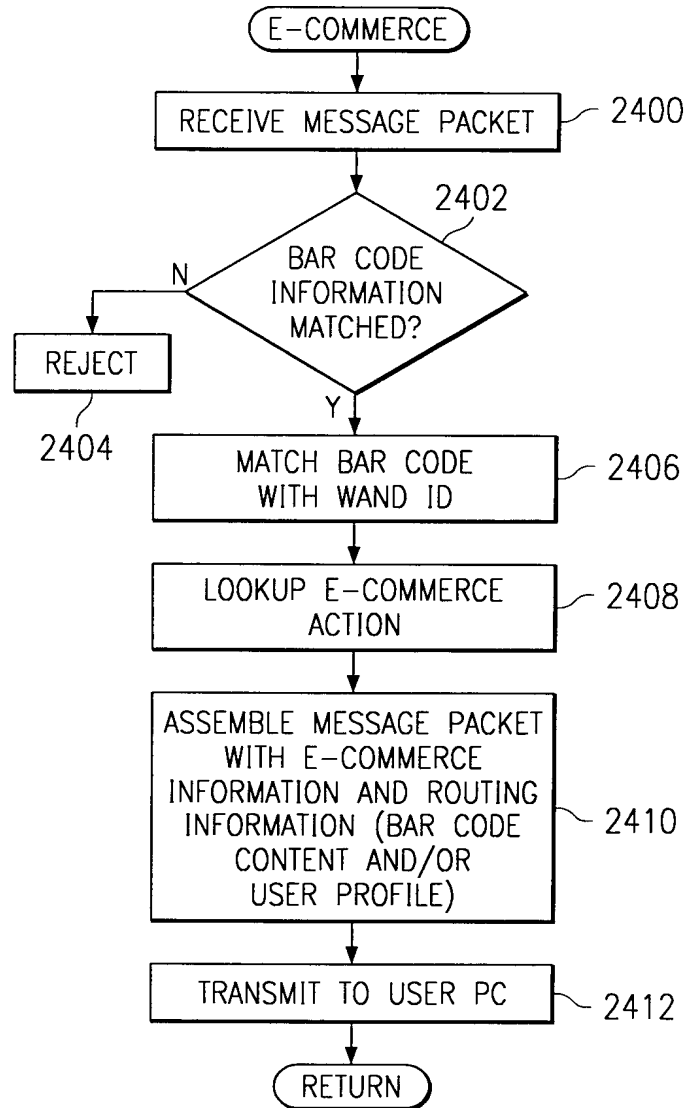 E-COMMERCE
RECEIVE MESSAGE PACKET
2400
2402
BAR CODE
INFORMATION
MATCHED?
N
REJECT
2404
Y
MATCH BAR CODE
WITH WAND ID
2406
LOOKUP E-COMMERCE
ACTION
2408
ASSEMBLE MESSAGE PACKET
WITH E-COMMERCE
INFORMATION AND ROUTING
INFORMATION (BAR CODE
CONTENT AND/OR
USER PROFILE)
2410
TRANSMIT TO USER PC
2412
RETURN